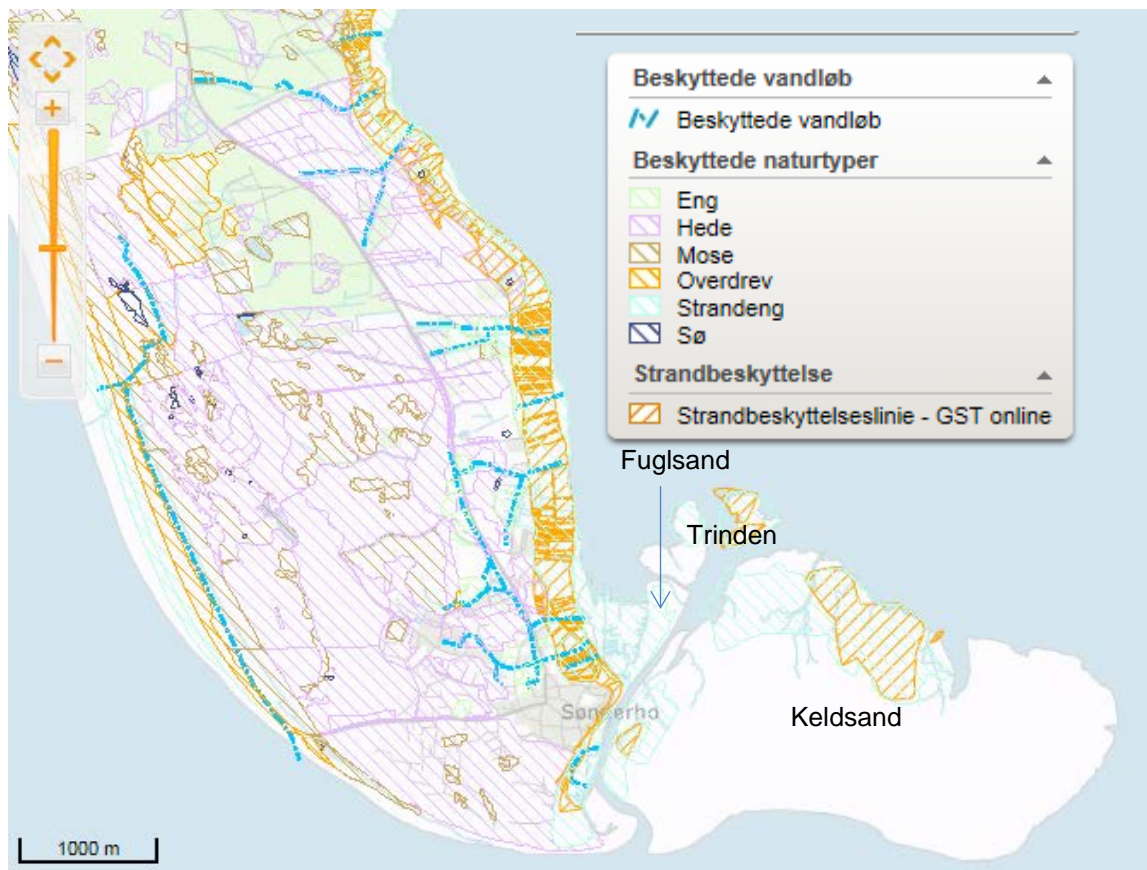 Beskyttede vandløb
Beskyttede vandløb
Beskyttede naturtyper
Eng
Hede
Mose
Overdrev
Strandeng
Sø
Strandbeskyttelse
Strandbeskyttelseslinie - GST online
Fuglsand
Trinden
Keldsand
Sønderho
1000 m